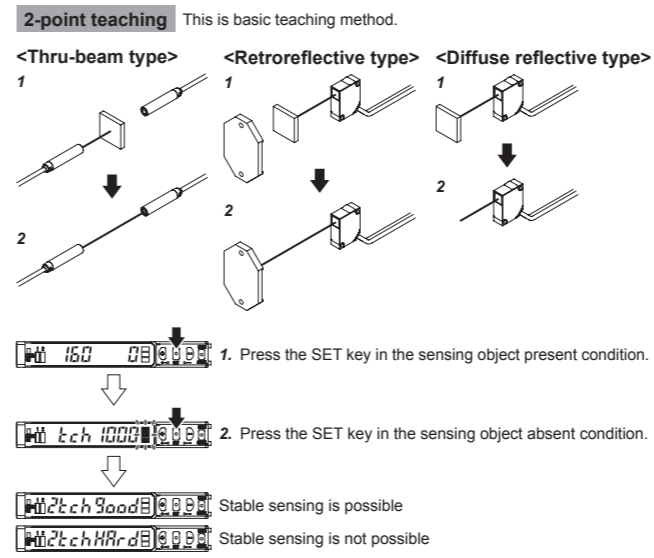 2-point teaching This is basic teaching method.
<Thru-beam type> <Retroreflective type> <Diffuse reflective type>
1 1 1
2 2 2
160 0
1. Press the SET key in the sensing object present condition.
tch 1000
2. Press the SET key in the sensing object absent condition.
2tch good
Stable sensing is possible
2tch HArd
Stable sensing is not possible